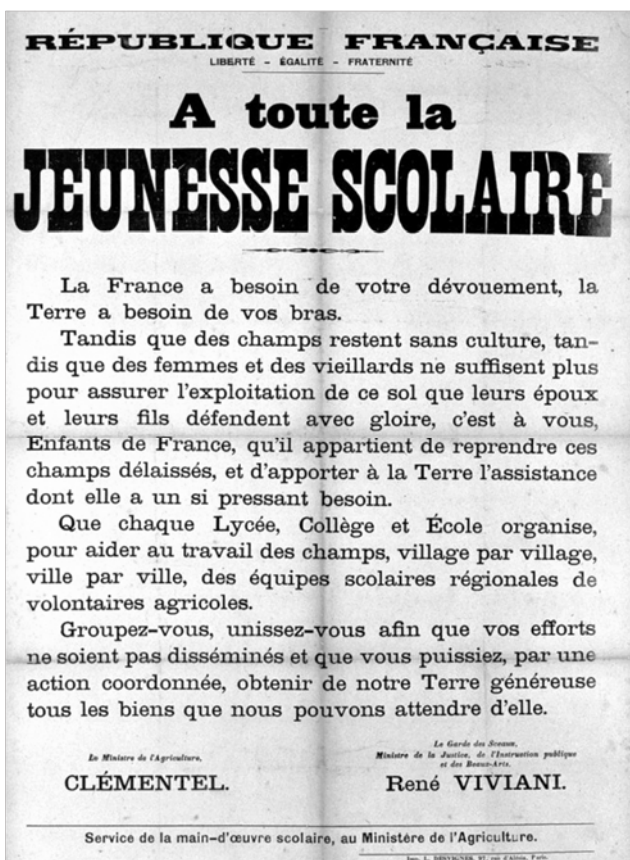 RÉPUBLIQUE FRANÇAISE
LIBERTÉ – ÉGALITÉ – FRATERNITÉ
A toute la
JEUNESSE SCOLAIRE
La France a besoin de votre dévouement, la
Terre a besoin de vos bras.
Tandis que des champs restent sans culture, tan-
dis que des femmes et des vieillards ne suffisent plus
pour assurer l'exploitation de ce sol que leurs époux
et leurs fils défendent avec gloire, c'est à vous,
Enfants de France, qu'il appartient de reprendre ces
champs délaissés, et d'apporter à la Terre l'assistance
dont elle a un si pressant besoin.
Que chaque Lycée, Collège et École organise,
pour aider au travail des champs, village par village,
ville par ville, des équipes scolaires régionales de
volontaires agricoles.
Groupez-vous, unissez-vous afin que vos efforts
ne soient pas disséminés et que vous puissiez, par une
action coordonnée, obtenir de notre Terre généreuse
tous les biens que nous pouvons attendre d'elle.
Le Ministre de l'Agriculture,
CLÉMENTEL.
Le Garde des Sceaux,
Ministre de la Justice, de l'Instruction publique
et des Beaux-Arts,
René VIVIANI.
Service de la main-d'œuvre scolaire, au Ministère de l'Agriculture.